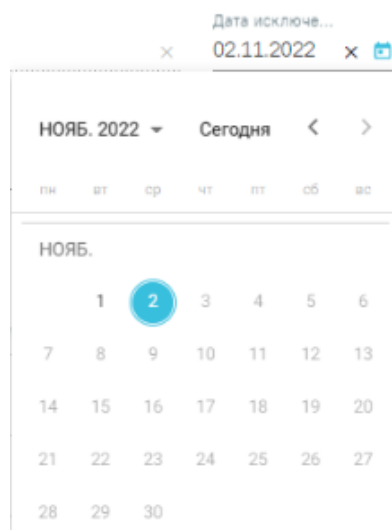 Дата исключе...
02.11.2022
НОЯБ. 2022 Сегодня
пн вт ср чт пт сб вс
НОЯБ.
1 2 3 4 5 6
7 8 9 10 11 12 13
14 15 16 17 18 19 20
21 22 23 24 25 26 27
28 29 30